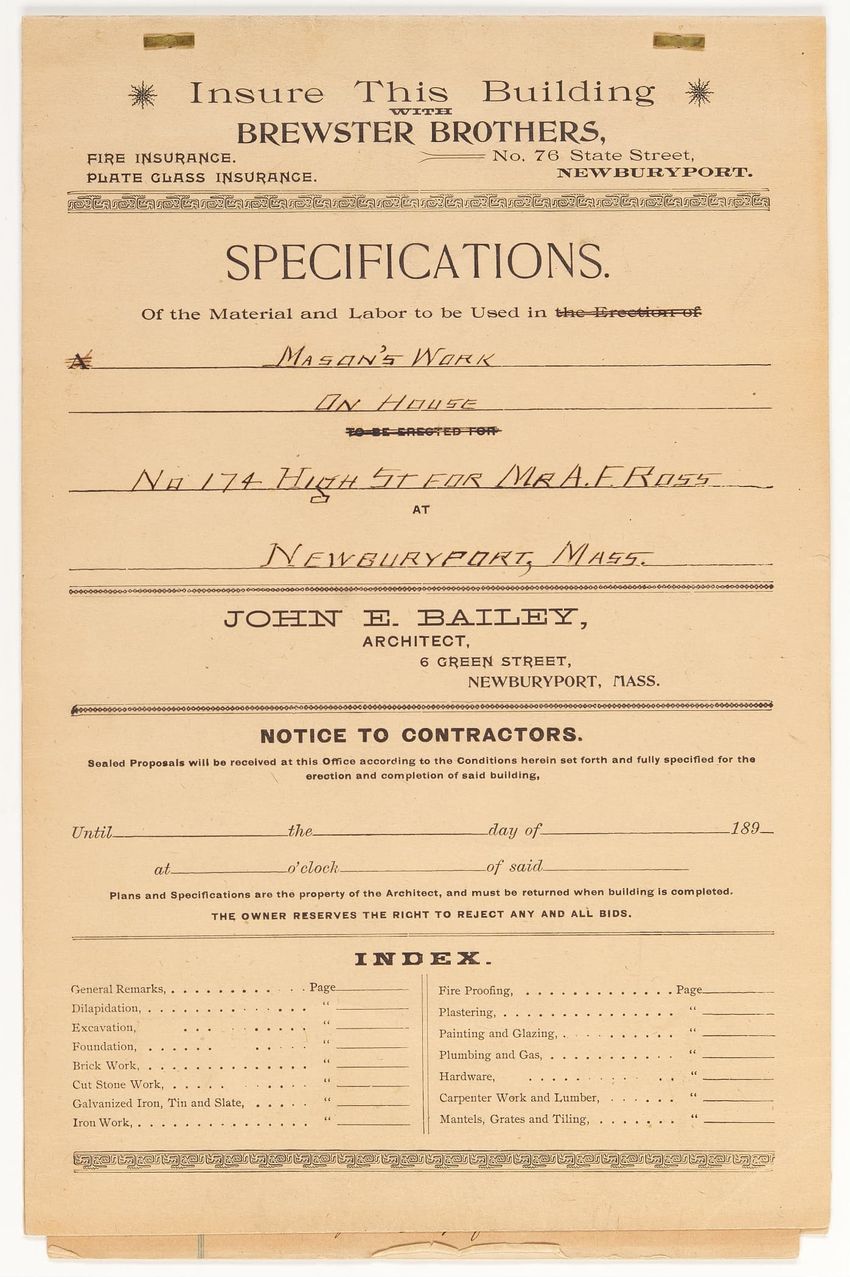 Insure This Building
WITH
BREWSTER BROTHERS,
FIRE INSURANCE.
No. 76 State Street,
PLATE GLASS INSURANCE.
NEWBURYPORT.
SPECIFICATIONS.
Of the Material and Labor to be Used in the Erection of
A MASON'S WORK
ON HOUSE
TO BE ERECTED FOR
NO 174 HIGH ST FOR MR A. F. ROSS
AT
NEWBURYPORT, MASS.
JOHN E. BAILEY,
ARCHITECT,
6 GREEN STREET,
NEWBURYPORT, MASS.
NOTICE TO CONTRACTORS.
Sealed Proposals will be received at this Office according to the Conditions herein set forth and fully specified for the
erection and completion of said building,
Until the day of 189
at o'clock of said
Plans and Specifications are the property of the Architect, and must be returned when building is completed.
THE OWNER RESERVES THE RIGHT TO REJECT ANY AND ALL BIDS.
INDEX.
General Remarks, . . . . . . . . . . . Page
Dilapidation, . . . . . . . . . . . . . "
Excavation, . . . . . . . . . "
Foundation, . . . . . . . . . . . "
Brick Work, . . . . . . . . . . . . . . "
Cut Stone Work, . . . . . . . . . . "
Galvanized Iron, Tin and Slate, . . . . . "
Iron Work, . . . . . . . . . . . . . . "
Fire Proofing, . . . . . . . . . . . . . Page
Plastering, . . . . . . . . . . . . . . "
Painting and Glazing, . . . . . . . . . . "
Plumbing and Gas, . . . . . . . . . . . "
Hardware, . . . . . . . . . . . . "
Carpenter Work and Lumber, . . . . . . "
Mantels, Grates and Tiling, . . . . . . . "